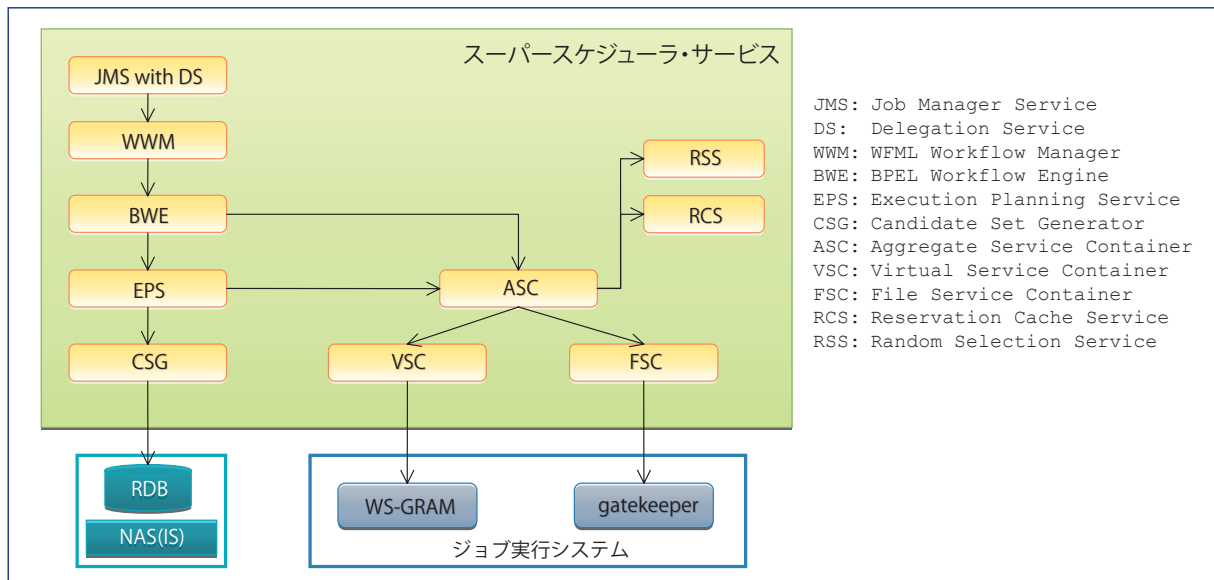 スーパースケジューラ・サービス
JMS with DS
WWM
RSS
BWE
RCS
EPS
ASC
CSG
VSC
FSC
RDB
NAS(IS)
WS-GRAM
gatekeeper
ジョブ実行システム
JMS: Job Manager Service
DS: Delegation Service
WWM: WFML Workflow Manager
BWE: BPEL Workflow Engine
EPS: Execution Planning Service
CSG: Candidate Set Generator
ASC: Aggregate Service Container
VSC: Virtual Service Container
FSC: File Service Container
RCS: Reservation Cache Service
RSS: Random Selection Service